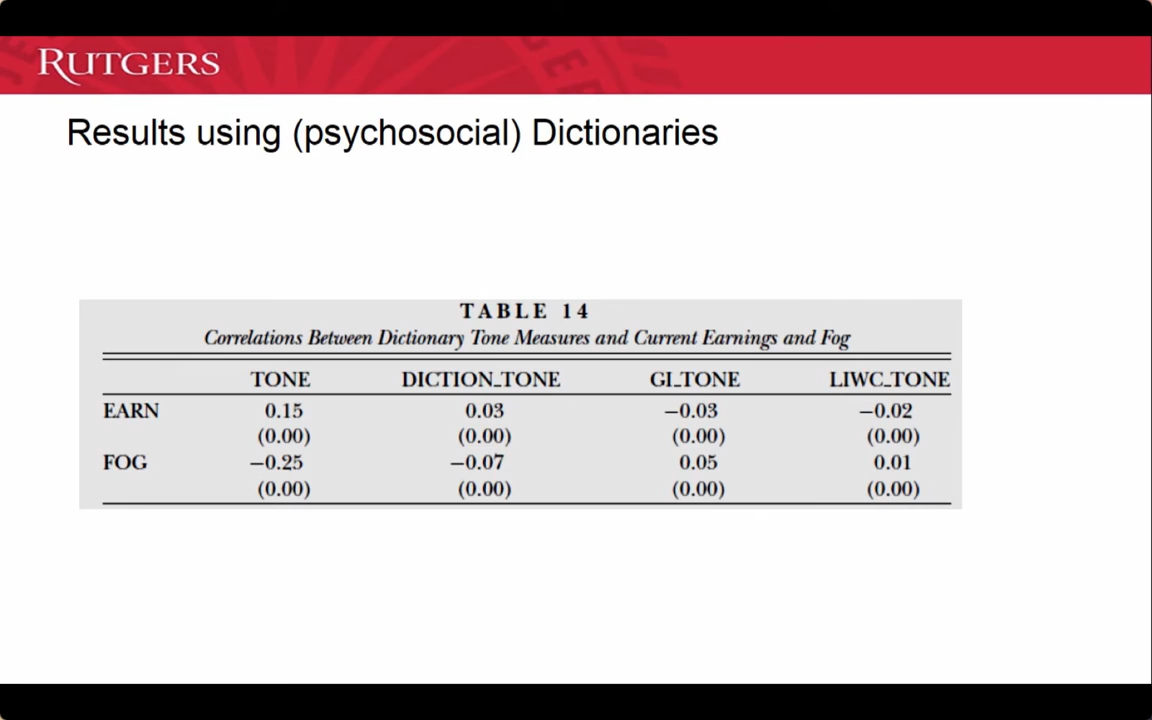 RUTGERS
Results using (psychosocial) Dictionaries
TABLE 14
Correlations Between Dictionary Tone Measures and Current Earnings and Fog
TONE DICTION_TONE GI_TONE LIWC_TONE
EARN 0.15 0.03 −0.03 −0.02
(0.00) (0.00) (0.00) (0.00)
FOG −0.25 −0.07 0.05 0.01
(0.00) (0.00) (0.00) (0.00)